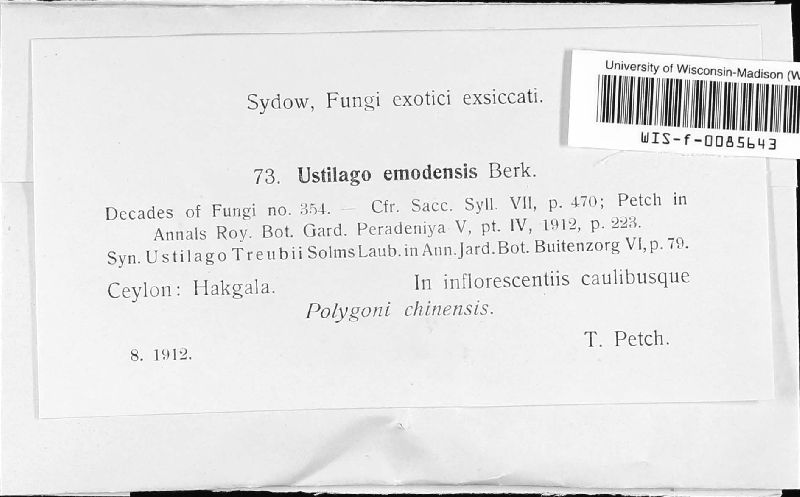 University of Wisconsin-Madison (W
WIS-f-0085643
Sydow, Fungi exotici exsiccati.
73. Ustilago emodensis Berk.
Decades of Fungi no. 354. — Cfr. Sacc. Syll. VII, p. 470; Petch in
Annals Roy. Bot. Gard. Peradeniya V, pt. IV, 1912, p. 223.
Syn. Ustilago Treubii Solms Laub. in Ann. Jard. Bot. Buitenzorg VI, p. 79.
Ceylon: Hakgala. In inflorescentiis caulibusque
Polygoni chinensis.
8. 1912. T. Petch.